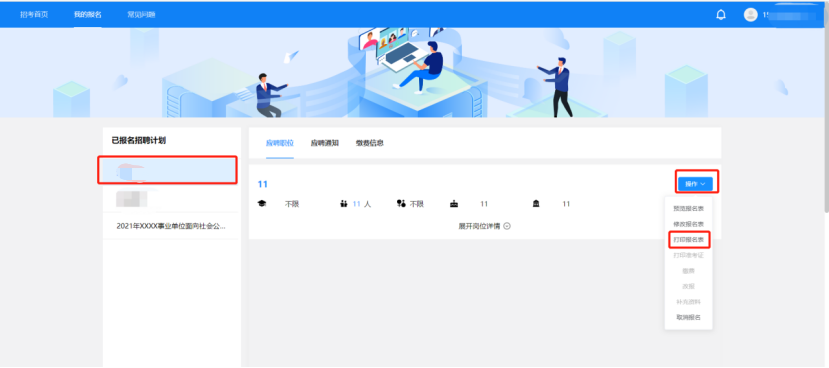 招考首页 我的报名 常见问题
1
已报名招聘计划
应聘职位 应聘通知 缴费信息
11
操作
不限 11 人 不限 11 11
展开岗位详情
预览报名表
修改报名表
打印报名表
打印准考证
缴费
改报
补充资料
取消报名
2021年XXXX事业单位面向社会公...